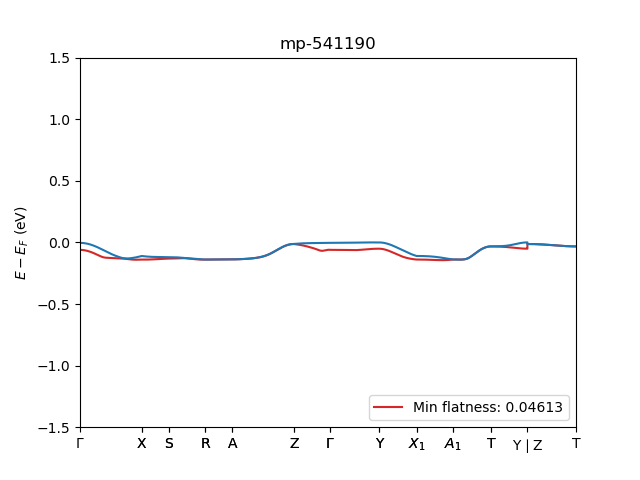 mp-541190
1.5
1.0
0.5
0.0
−0.5
−1.0
−1.5
E − E_F (eV)
Min flatness: 0.04613
Γ X S R A Z Γ Y X₁ A₁ T Y | Z T